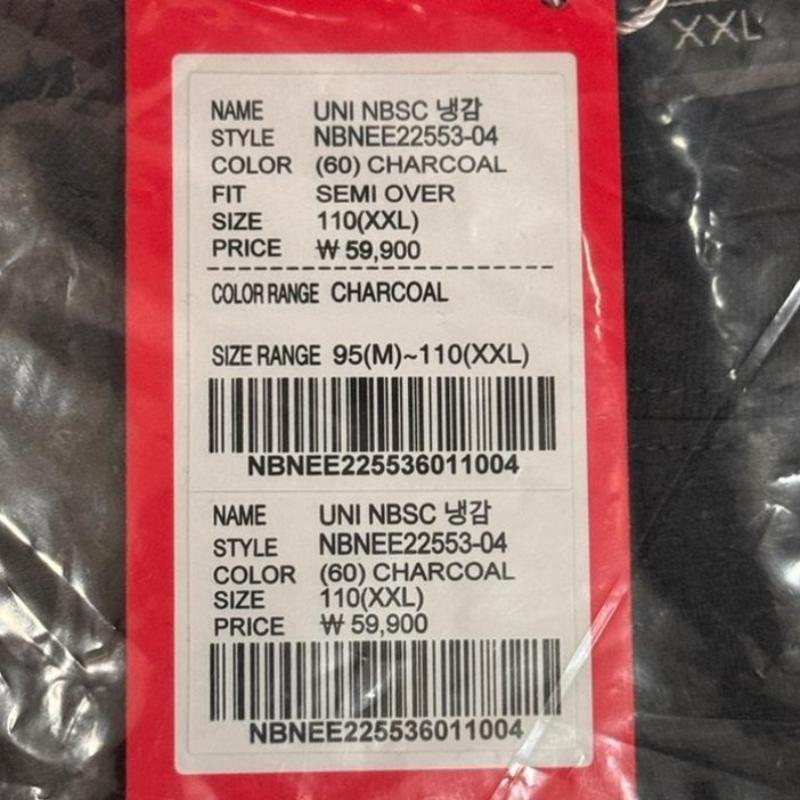 XXL
NAME UNI NBSC 냉감
STYLE NBNEE22553-04
COLOR (60) CHARCOAL
FIT SEMI OVER
SIZE 110(XXL)
PRICE ₩ 59,900
COLOR RANGE CHARCOAL
SIZE RANGE 95(M)~110(XXL)
NBNEE225536011004
NAME UNI NBSC 냉감
STYLE NBNEE22553-04
COLOR (60) CHARCOAL
SIZE 110(XXL)
PRICE ₩ 59,900
NBNEE225536011004